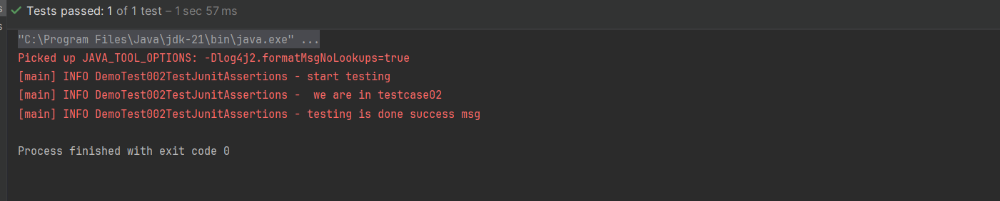 s
Tests passed: 1 of 1 test – 1 sec 57 ms
s
"C:\Program Files\Java\jdk-21\bin\java.exe" ...
Picked up JAVA_TOOL_OPTIONS: -Dlog4j2.formatMsgNoLookups=true
[main] INFO DemoTest002TestJunitAssertions - start testing
[main] INFO DemoTest002TestJunitAssertions -  we are in testcase02
[main] INFO DemoTest002TestJunitAssertions - testing is done success msg
Process finished with exit code 0